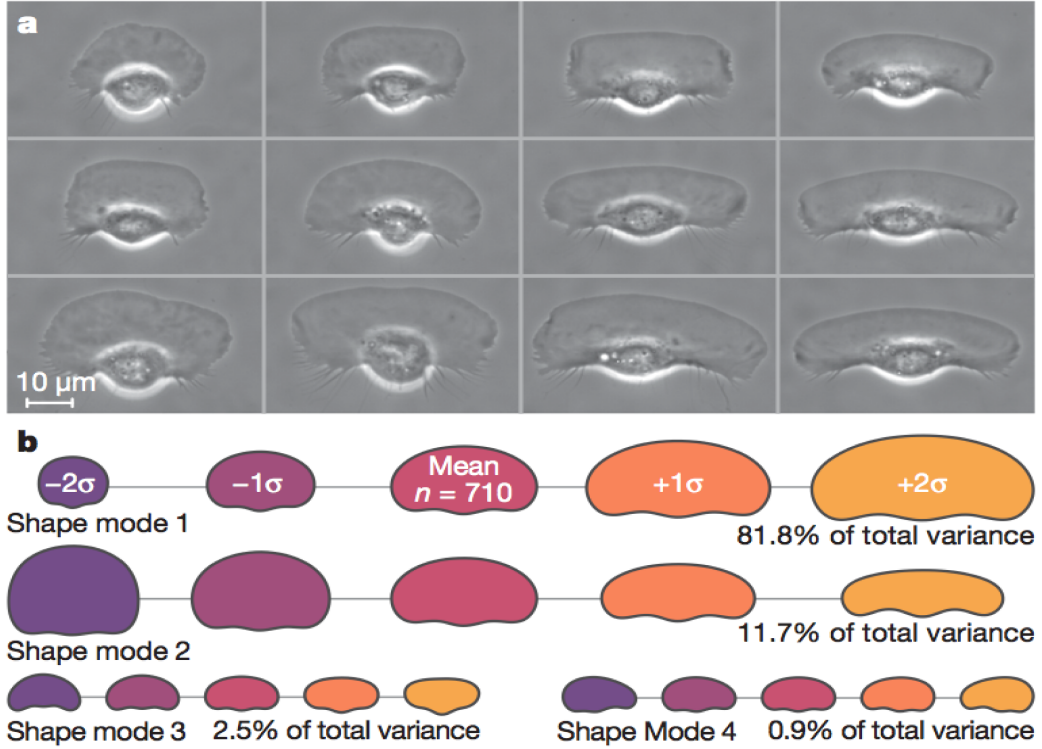 a
10 µm
b
−2σ
−1σ
Mean
n = 710
+1σ
+2σ
Shape mode 1
81.8% of total variance
Shape mode 2
11.7% of total variance
Shape mode 3
2.5% of total variance
Shape Mode 4
0.9% of total variance